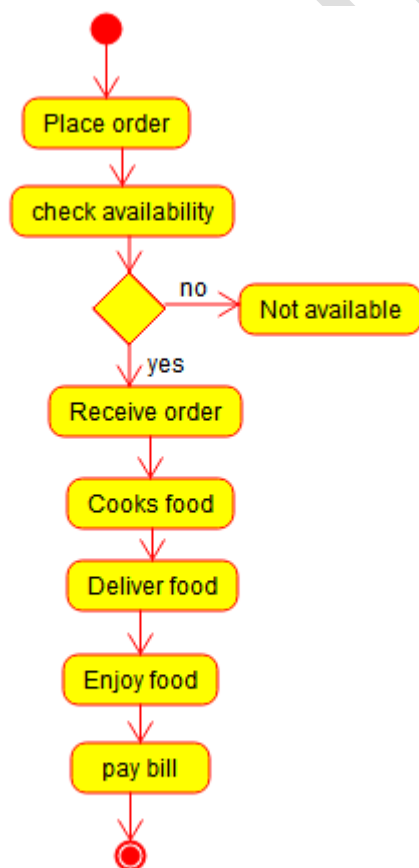 Place order
check availability
no
Not available
yes
Receive order
Cooks food
Deliver food
Enjoy food
pay bill